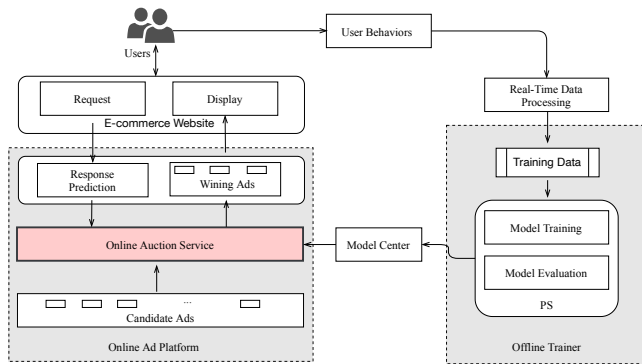 Users
User Behaviors
Request
Display
E-commerce Website
Real-Time Data
Processing
Response
Prediction
Wining Ads
Training Data
Online Auction Service
Model Center
Model Training
Model Evaluation
PS
...
Candidate Ads
Online Ad Platform
Offline Trainer